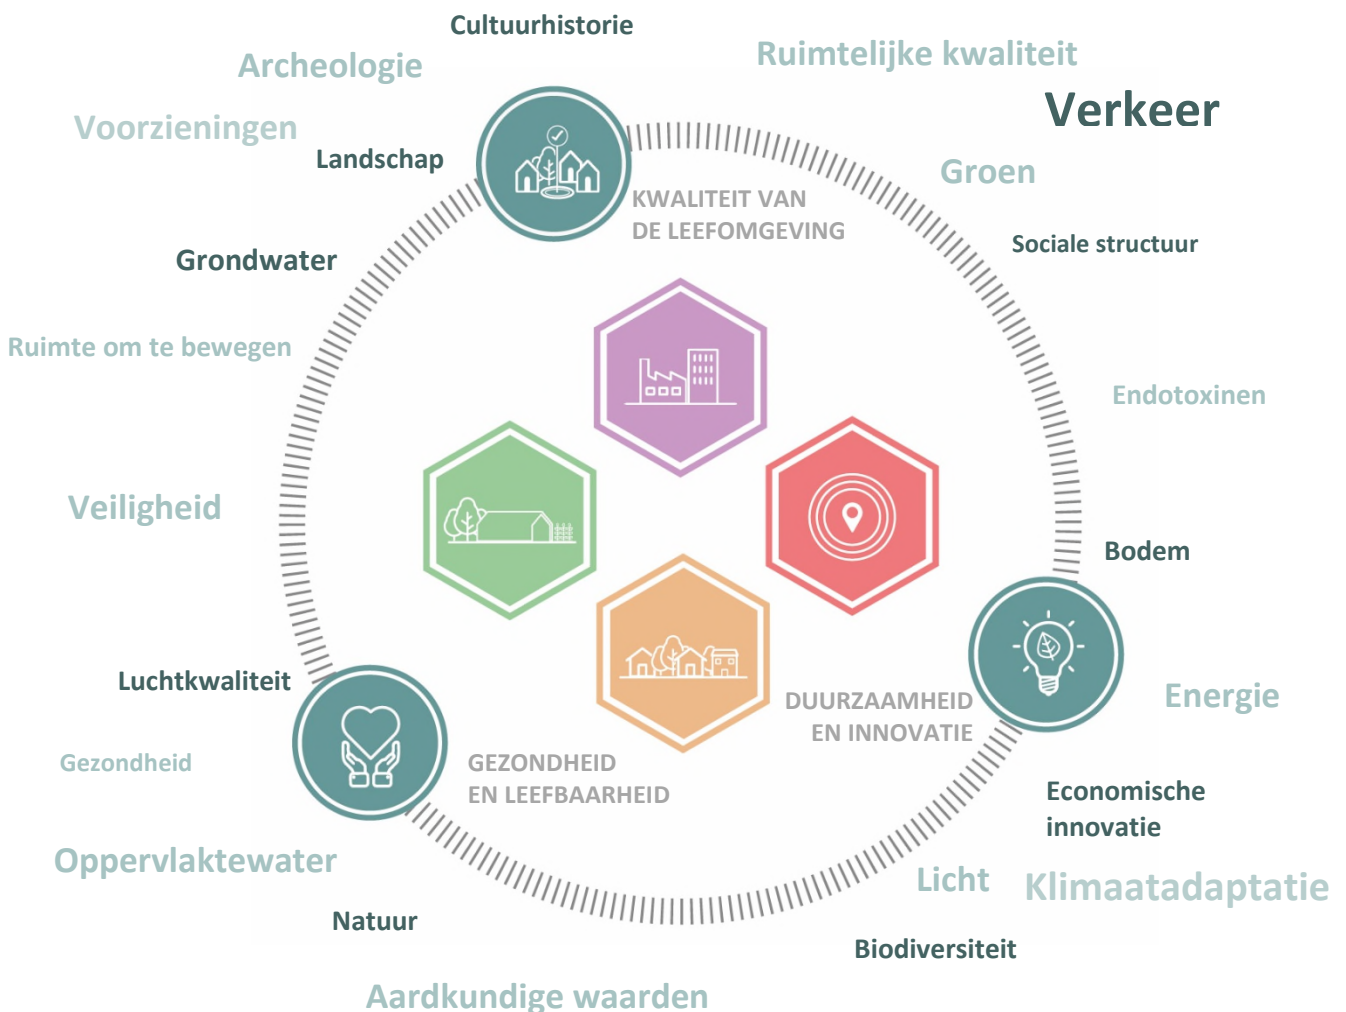 Cultuurhistorie
Ruimtelijke kwaliteit
Archeologie
Verkeer
Voorzieningen
Landschap
Groen
KWALITEIT VAN
DE LEEFOMGEVING
Sociale structuur
Grondwater
Ruimte om te bewegen
Endotoxinen
Veiligheid
Bodem
Luchtkwaliteit
DUURZAAMHEID
EN INNOVATIE
Energie
Gezondheid
GEZONDHEID
EN LEEFBAARHEID
Economische
innovatie
Oppervlaktewater
Licht
Klimaatadaptatie
Natuur
Biodiversiteit
Aardkundige waarden